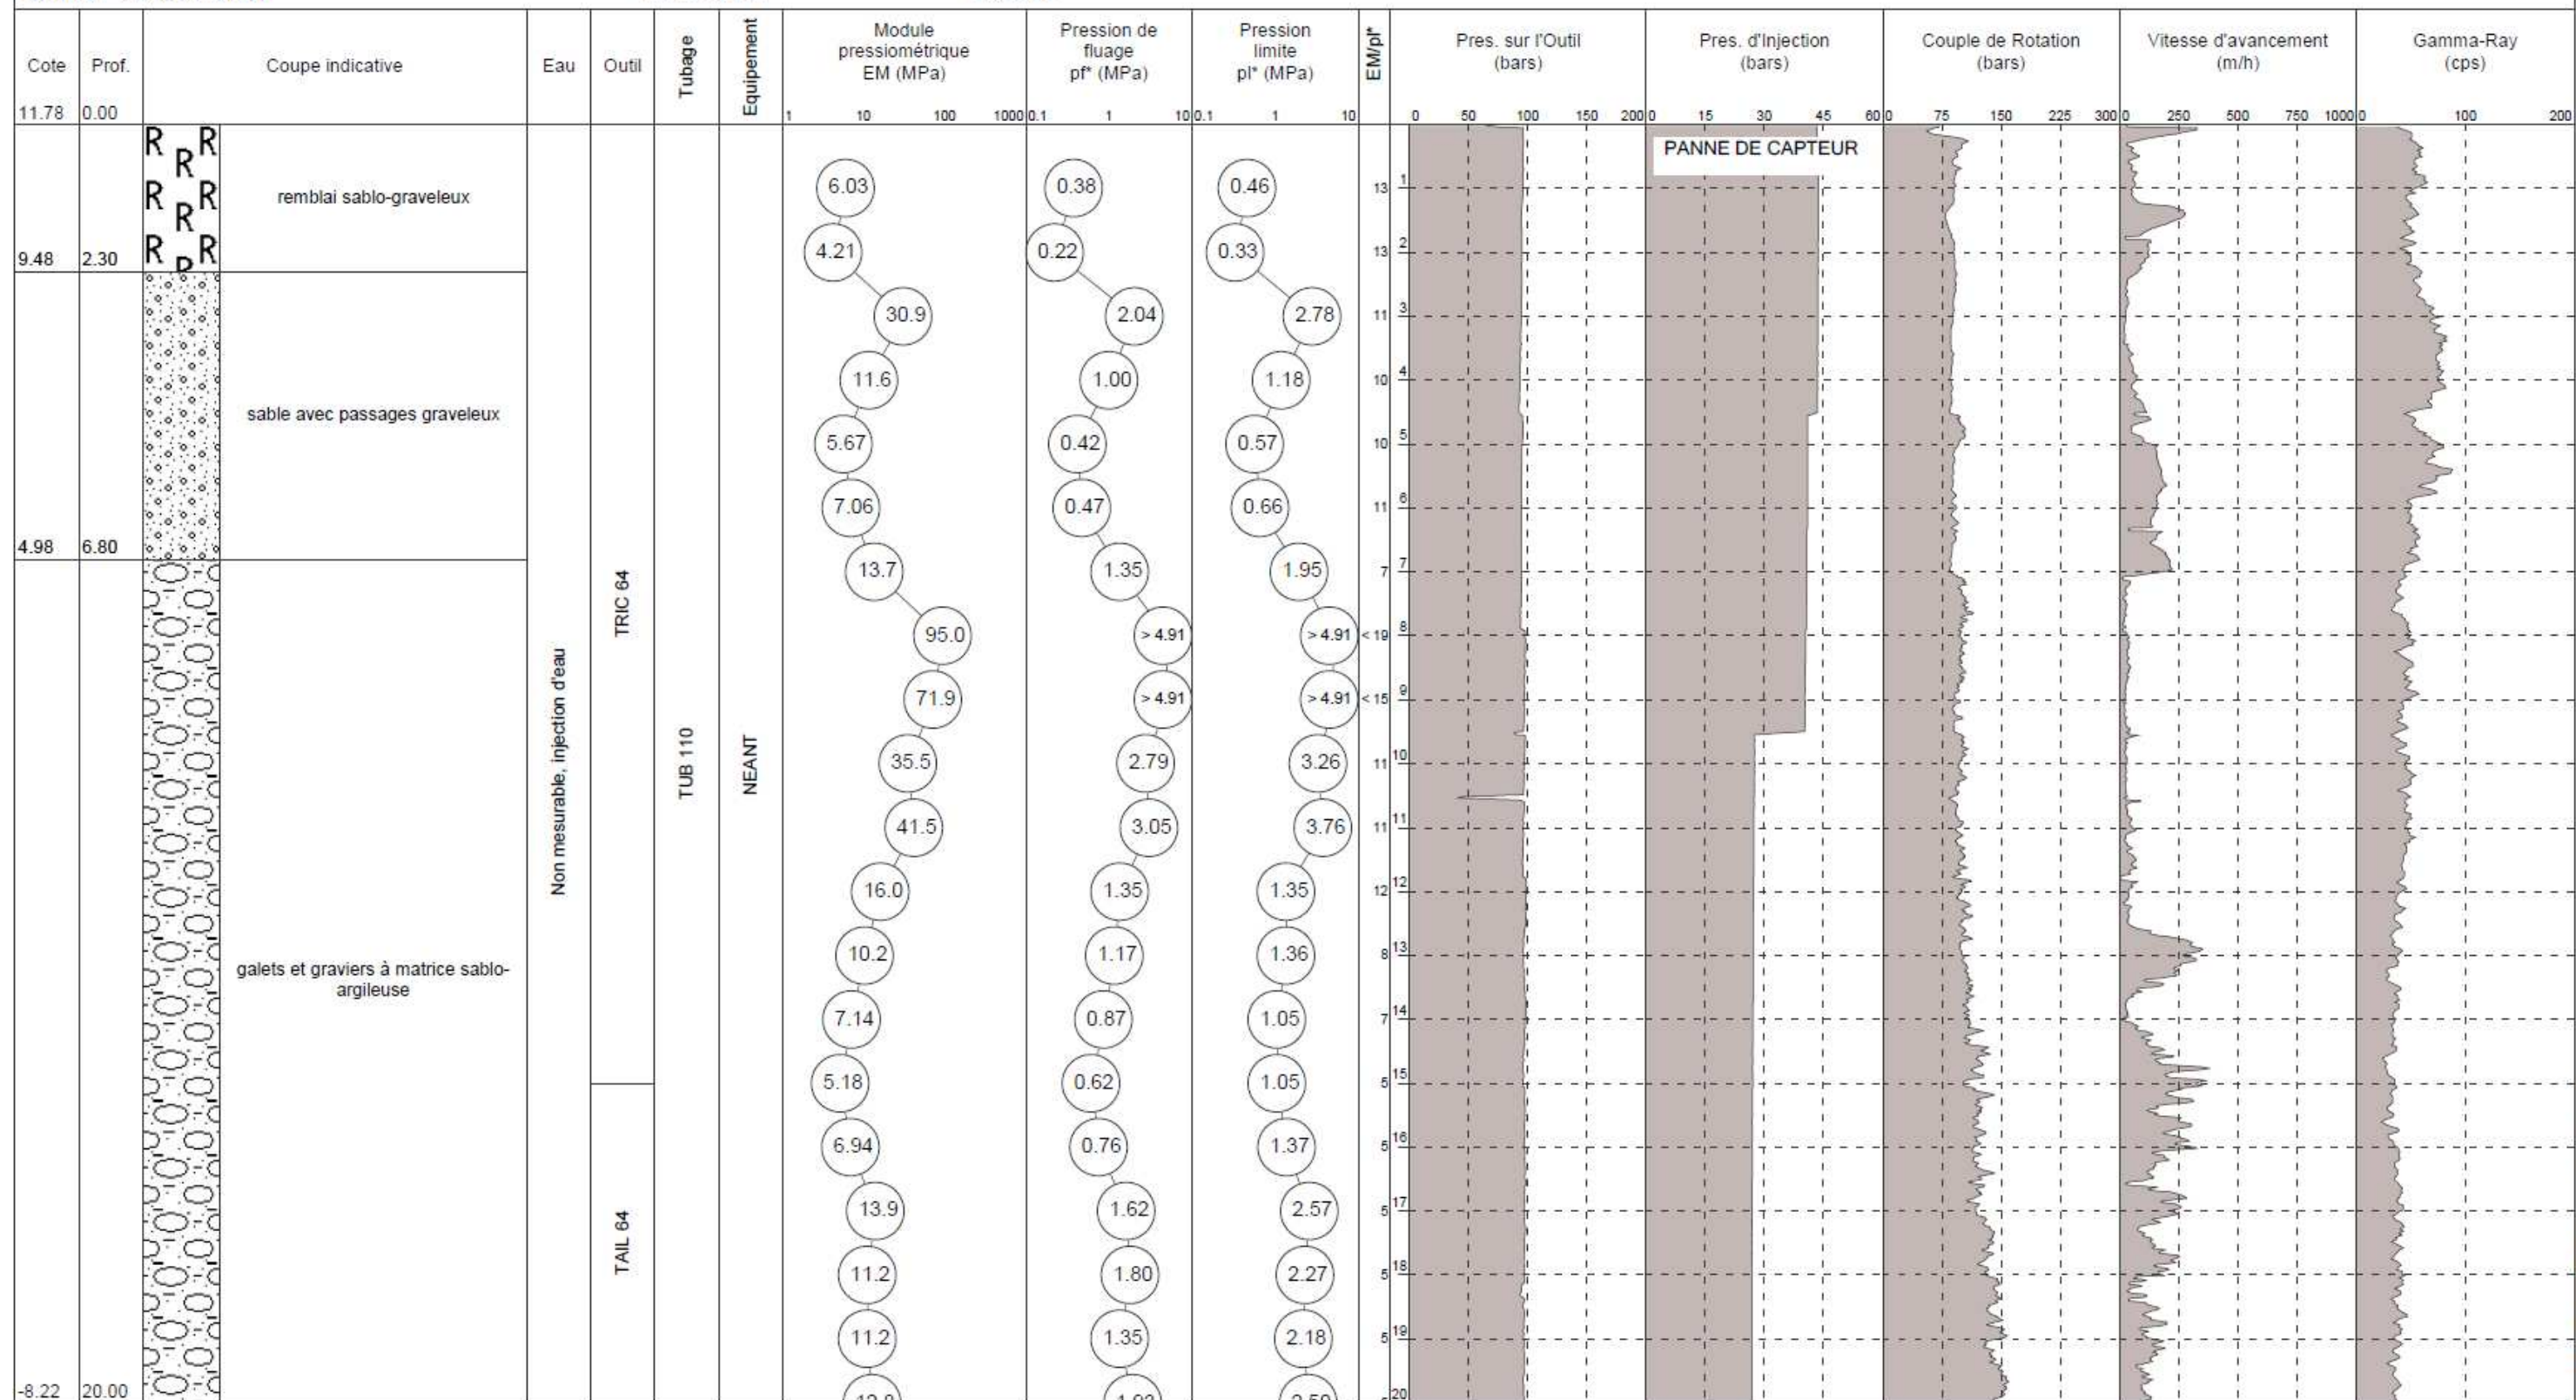 Cote
Prof.
Coupe indicative
Eau
Outil
Tubage
Equipement
Module
pressiométrique
EM (MPa)
Pression de
fluage
pf* (MPa)
Pression
limite
pl* (MPa)
EM/pl*
Pres. sur l'Outil
(bars)
Pres. d'Injection
(bars)
Couple de Rotation
(bars)
Vitesse d'avancement
(m/h)
Gamma-Ray
(cps)
11.78 0.00
1 10 100 1000
0.1 1 10
0.1 1 10
0 50 100 150 200
0 15 30 45 60
0 75 150 225 300
0 250 500 750 1000
0 100 200
R R
R
R R
R
R R
PANNE DE CAPTEUR
remblai sablo-graveleux
6.03 0.38 0.46 13 1
4.21 0.22 0.33 13 2
9.48 2.30
30.9 2.04 2.78 11 3
11.6 1.00 1.18 10 4
sable avec passages graveleux
5.67 0.42 0.57 10 5
7.06 0.47 0.66 11 6
4.98 6.80
13.7 1.35 1.95 7 7
TRIC 64
95.0 > 4.91 > 4.91 < 19 8
71.9 > 4.91 > 4.91 < 15 9
Non mesurable, injection d'eau
TUB 110
NEANT
35.5 2.79 3.26 11 10
41.5 3.05 3.76 11 11
16.0 1.35 1.35 12 12
10.2 1.17 1.36 8 13
galets et graviers à matrice sablo-
argileuse
7.14 0.87 1.05 7 14
5.18 0.62 1.05 5 15
6.94 0.76 1.37 5 16
13.9 1.62 2.57 5 17
TAIL 64
11.2 1.80 2.27 5 18
11.2 1.35 2.18 5 19
-8.22 20.00
20